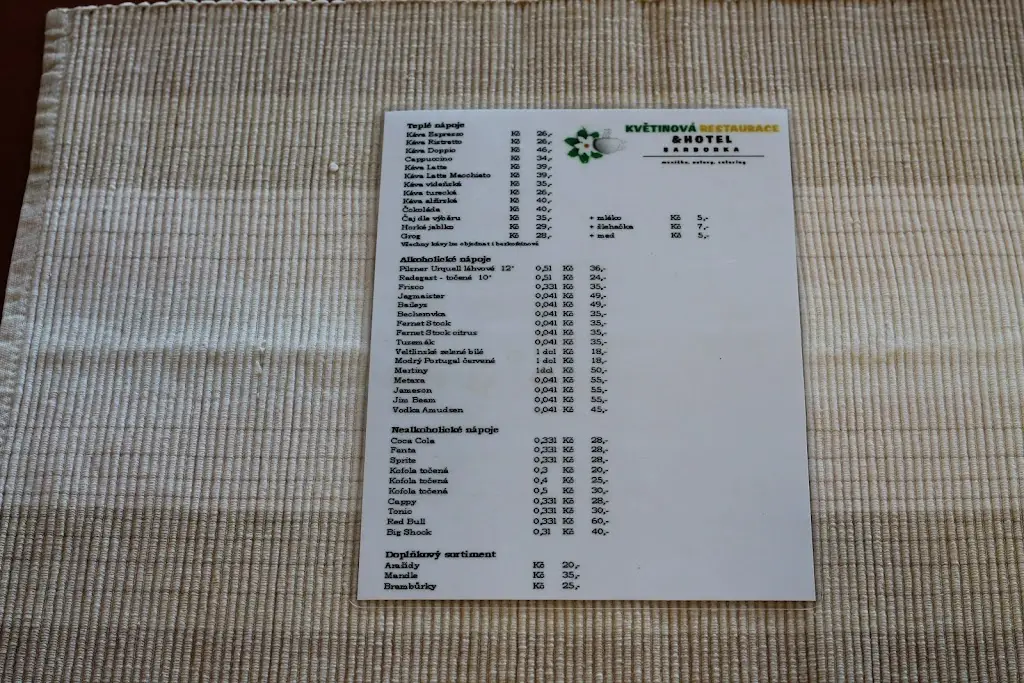 KVĚTINOVÁ RESTAURACE
& HOTEL
BARBORKA
Teplé nápoje
Káva Espresso Kč 26,-
Káva Ristretto Kč 26,-
Káva Doppio Kč 46,-
Cappuccino Kč 34,-
Káva Latte Kč 39,-
Káva Latte Macchiato Kč 39,-
Káva vídeňská Kč 35,-
Káva turecká Kč 26,-
Káva alžírská Kč 40,-
Čokoláda Kč 40,-
Čaj dle výběru Kč 35,- + mléko Kč 5,-
Horké jablko Kč 29,- + šlehačka Kč 7,-
Grog Kč 28,- + med Kč 5,-
Všechny kávy lze objednat i bezkofeinové
Alkoholické nápoje
Pilsner Urquell láhvové 12° 0,5l Kč 36,-
Radegast - točené 10° 0,5l Kč 24,-
Frisco 0,33l Kč 35,-
Jagmaister 0,04l Kč 49,-
Baileys 0,04l Kč 49,-
Becherovka 0,04l Kč 35,-
Fernet Stock 0,04l Kč 35,-
Fernet Stock citrus 0,04l Kč 35,-
Tuzemák 0,04l Kč 35,-
Veltlínské zelené bílé 1 dcl Kč 18,-
Modrý Portugal červené 1 dcl Kč 18,-
Martiny 1dcl Kč 50,-
Metaxa 0,04l Kč 55,-
Jameson 0,04l Kč 55,-
Jim Beam 0,04l Kč 55,-
Vodka Amudsen 0,04l Kč 45,-
Nealkoholické nápoje
Coca Cola 0,33l Kč 28,-
Fanta 0,33l Kč 28,-
Sprite 0,33l Kč 28,-
Kofola točená 0,3 Kč 20,-
Kofola točená 0,4 Kč 25,-
Kofola točená 0,5 Kč 30,-
Cappy 0,33l Kč 28,-
Tonic 0,33l Kč 30,-
Red Bull 0,33l Kč 60,-
Big Shock 0,3l Kč 40,-
Doplňkový sortiment
Arašídy Kč 20,-
Mandle Kč 35,-
Brambůrky Kč 25,-